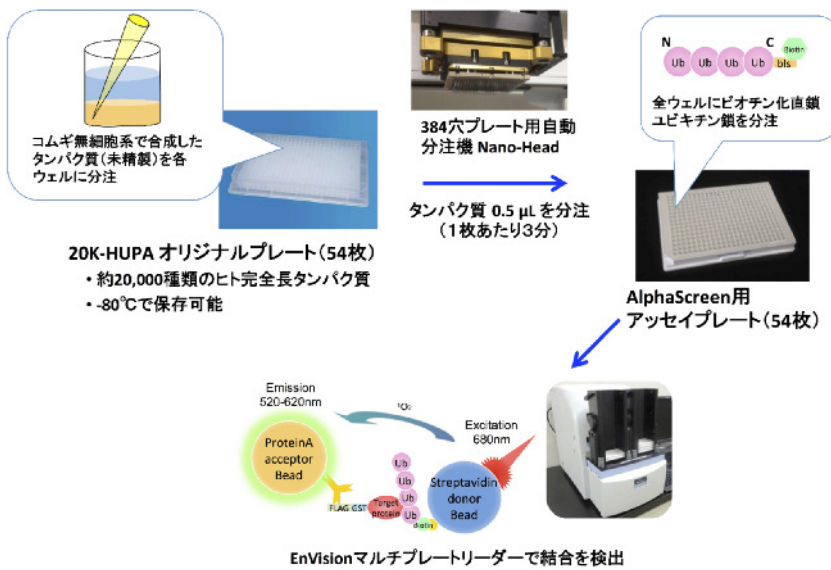 コムギ無細胞系で合成した
タンパク質(未精製)を各
ウェルに分注
20K-HUPA オリジナルプレート(54枚)
・約20,000種類のヒト完全長タンパク質
・-80℃で保存可能
384穴プレート用自動
分注機 Nano-Head
タンパク質 0.5 µL を分注
(1枚あたり3分)
N
C
Biotin
Ub
Ub
Ub
Ub
bls
全ウェルにビオチン化直鎖
ユビキチン鎖を分注
AlphaScreen用
アッセイプレート(54枚)
Emission
520-620nm
¹O₂
Excitation
680nm
ProteinA
acceptor
Bead
FLAG GST
Target
protein
Ub
Ub
Ub
Ub
Biotin
Streptavidin
donor
Bead
EnVisionマルチプレートリーダーで結合を検出